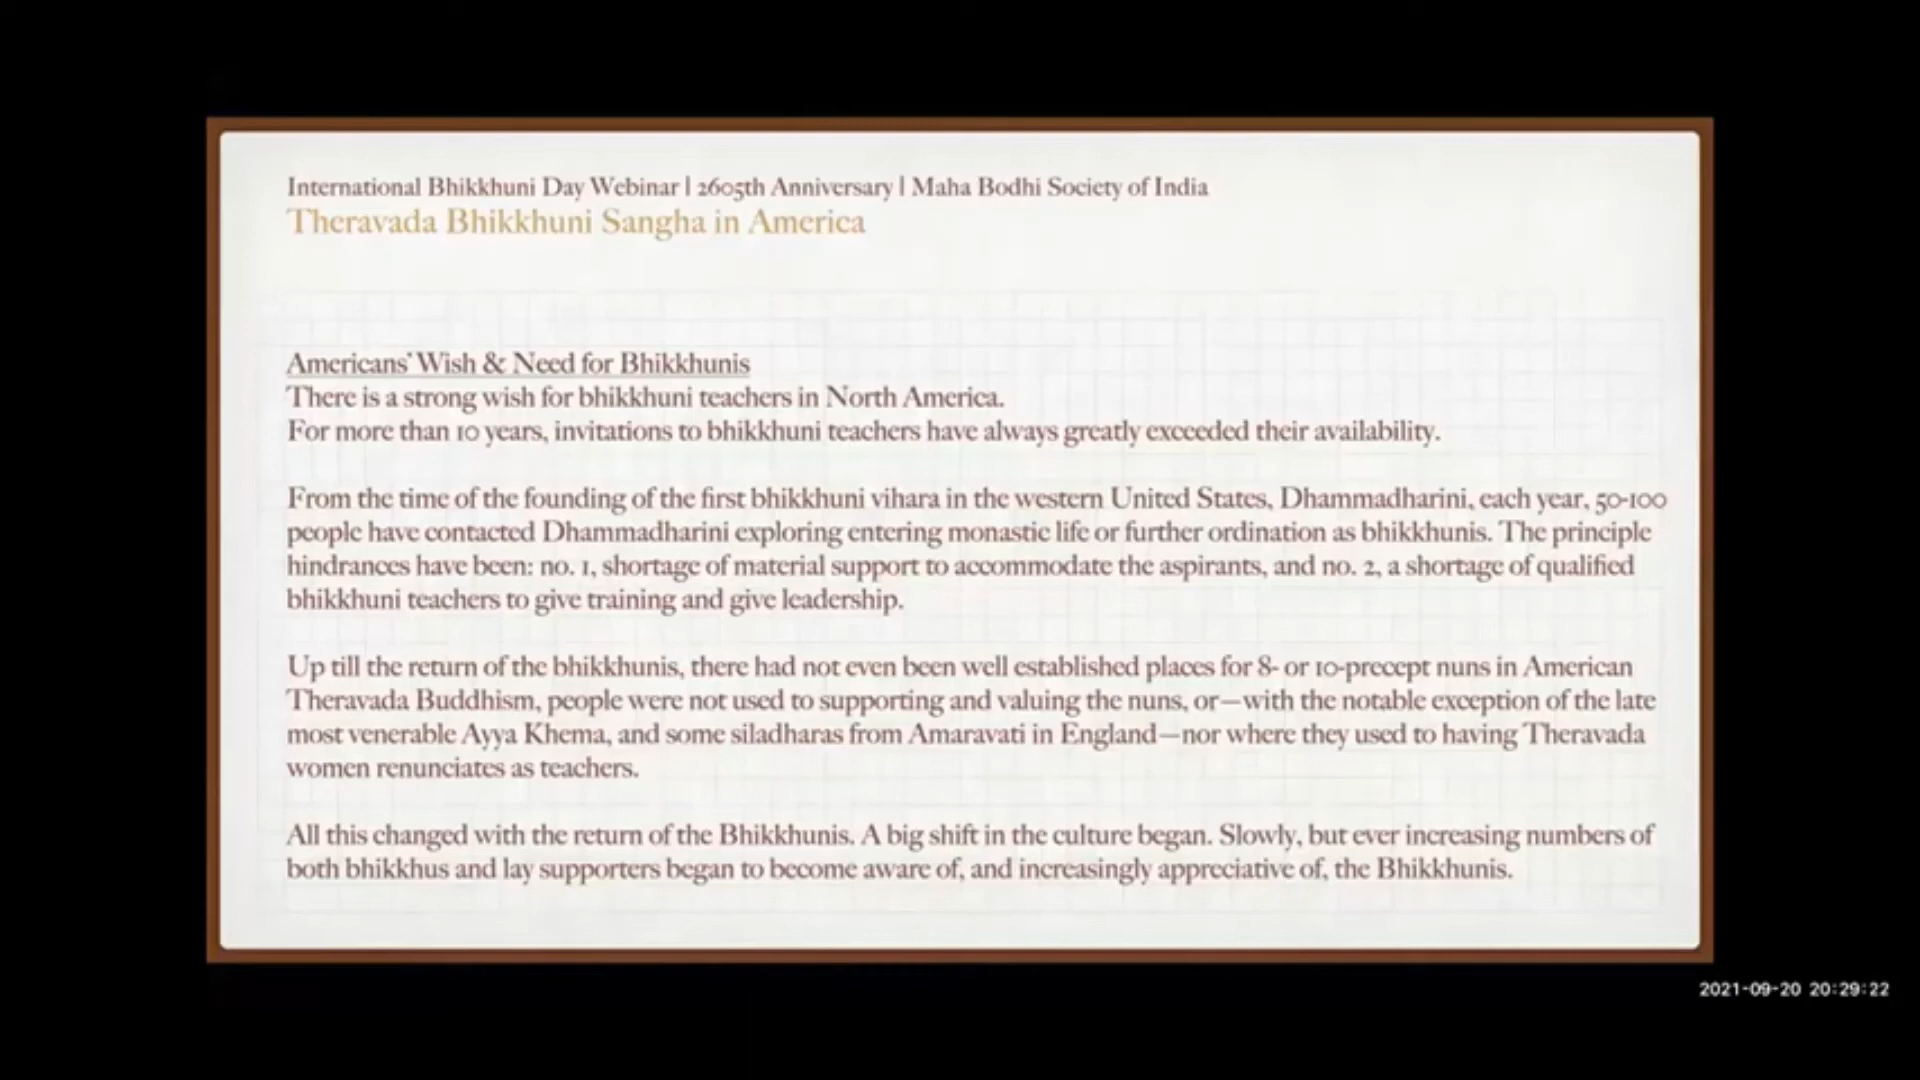 International Bhikkhuni Day Webinar | 2605th Anniversary | Maha Bodhi Society of India
Theravada Bhikkhuni Sangha in America
Americans' Wish & Need for Bhikkhunis
There is a strong wish for bhikkhuni teachers in North America.
For more than 10 years, invitations to bhikkhuni teachers have always greatly exceeded their availability.
From the time of the founding of the first bhikkhuni vihara in the western United States, Dhammadharini, each year, 50-100
people have contacted Dhammadharini exploring entering monastic life or further ordination as bhikkhunis. The principle
hindrances have been: no. 1, shortage of material support to accommodate the aspirants, and no. 2, a shortage of qualified
bhikkhuni teachers to give training and give leadership.
Up till the return of the bhikkhunis, there had not even been well established places for 8- or 10-precept nuns in American
Theravada Buddhism, people were not used to supporting and valuing the nuns, or—with the notable exception of the late
most venerable Ayya Khema, and some siladharas from Amaravati in England—nor where they used to having Theravada
women renunciates as teachers.
All this changed with the return of the Bhikkhunis. A big shift in the culture began. Slowly, but ever increasing numbers of
both bhikkhus and lay supporters began to become aware of, and increasingly appreciative of, the Bhikkhunis.
2021-09-20 20:29:22